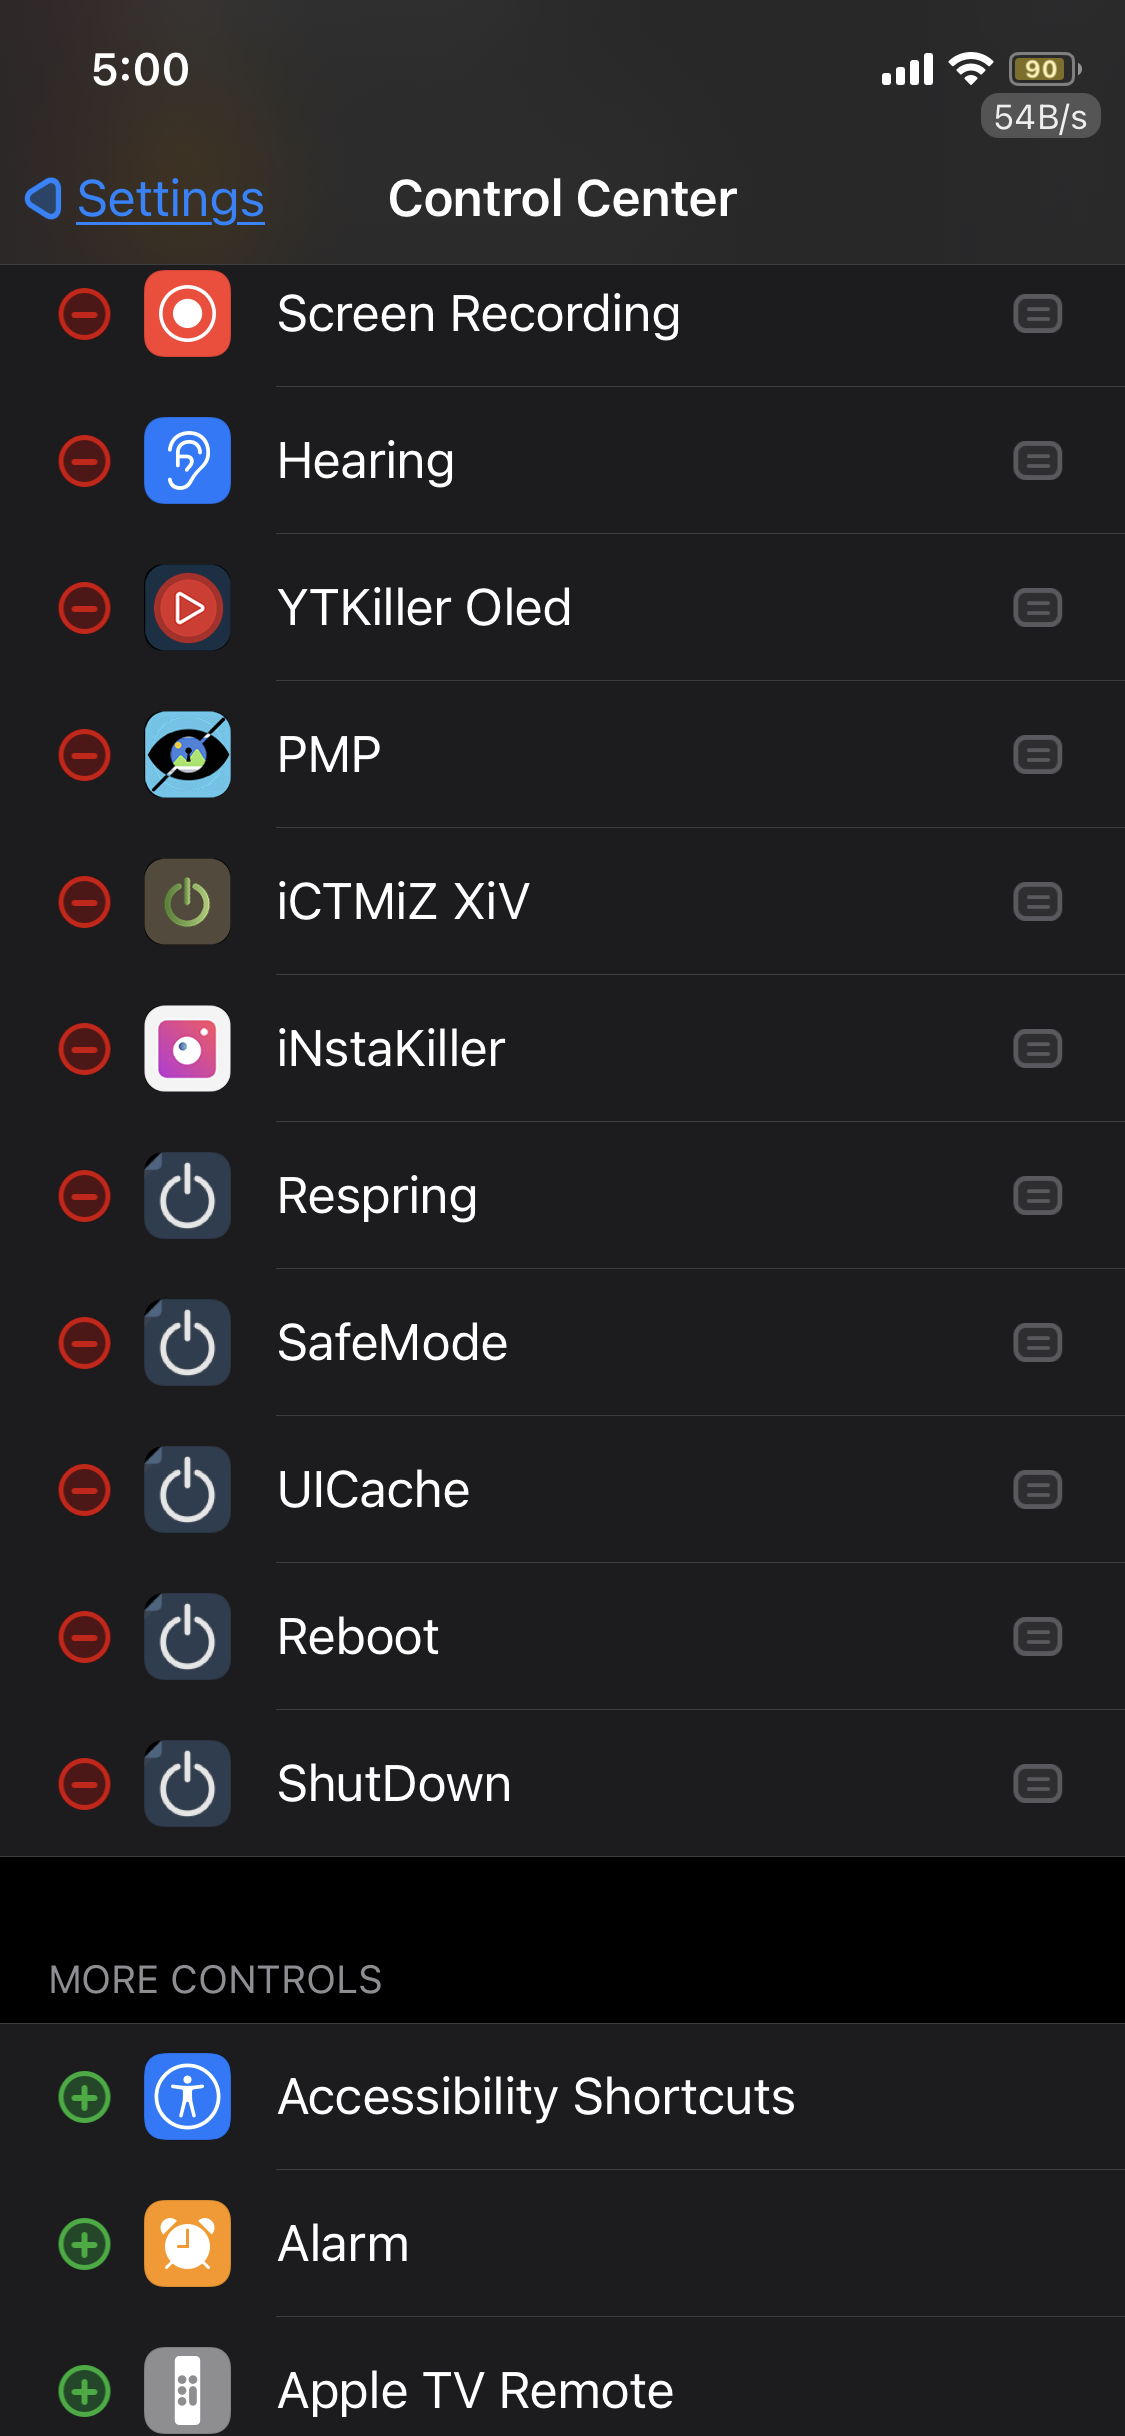 5:00
90
54B/s
Settings
Control Center
Screen Recording
Hearing
YTKiller Oled
PMP
iCTMiZ XiV
iNstaKiller
Respring
SafeMode
UICache
Reboot
ShutDown
MORE CONTROLS
Accessibility Shortcuts
Alarm
Apple TV Remote